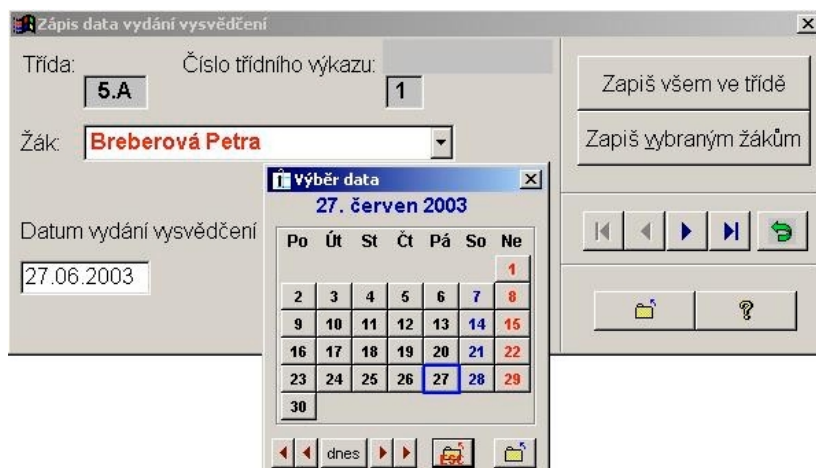 Zápis data vydání vysvědčení
Třída: 5.A Číslo třídního výkazu: 1
Žák: Breberová Petra
Datum vydání vysvědčení
27.06.2003
Zapiš všem ve třídě
Zapiš vybraným žákům
Výběr data
27. červen 2003
Po Út St Čt Pá So Ne
1
2 3 4 5 6 7 8
9 10 11 12 13 14 15
16 17 18 19 20 21 22
23 24 25 26 27 28 29
30
dnes ESC
?